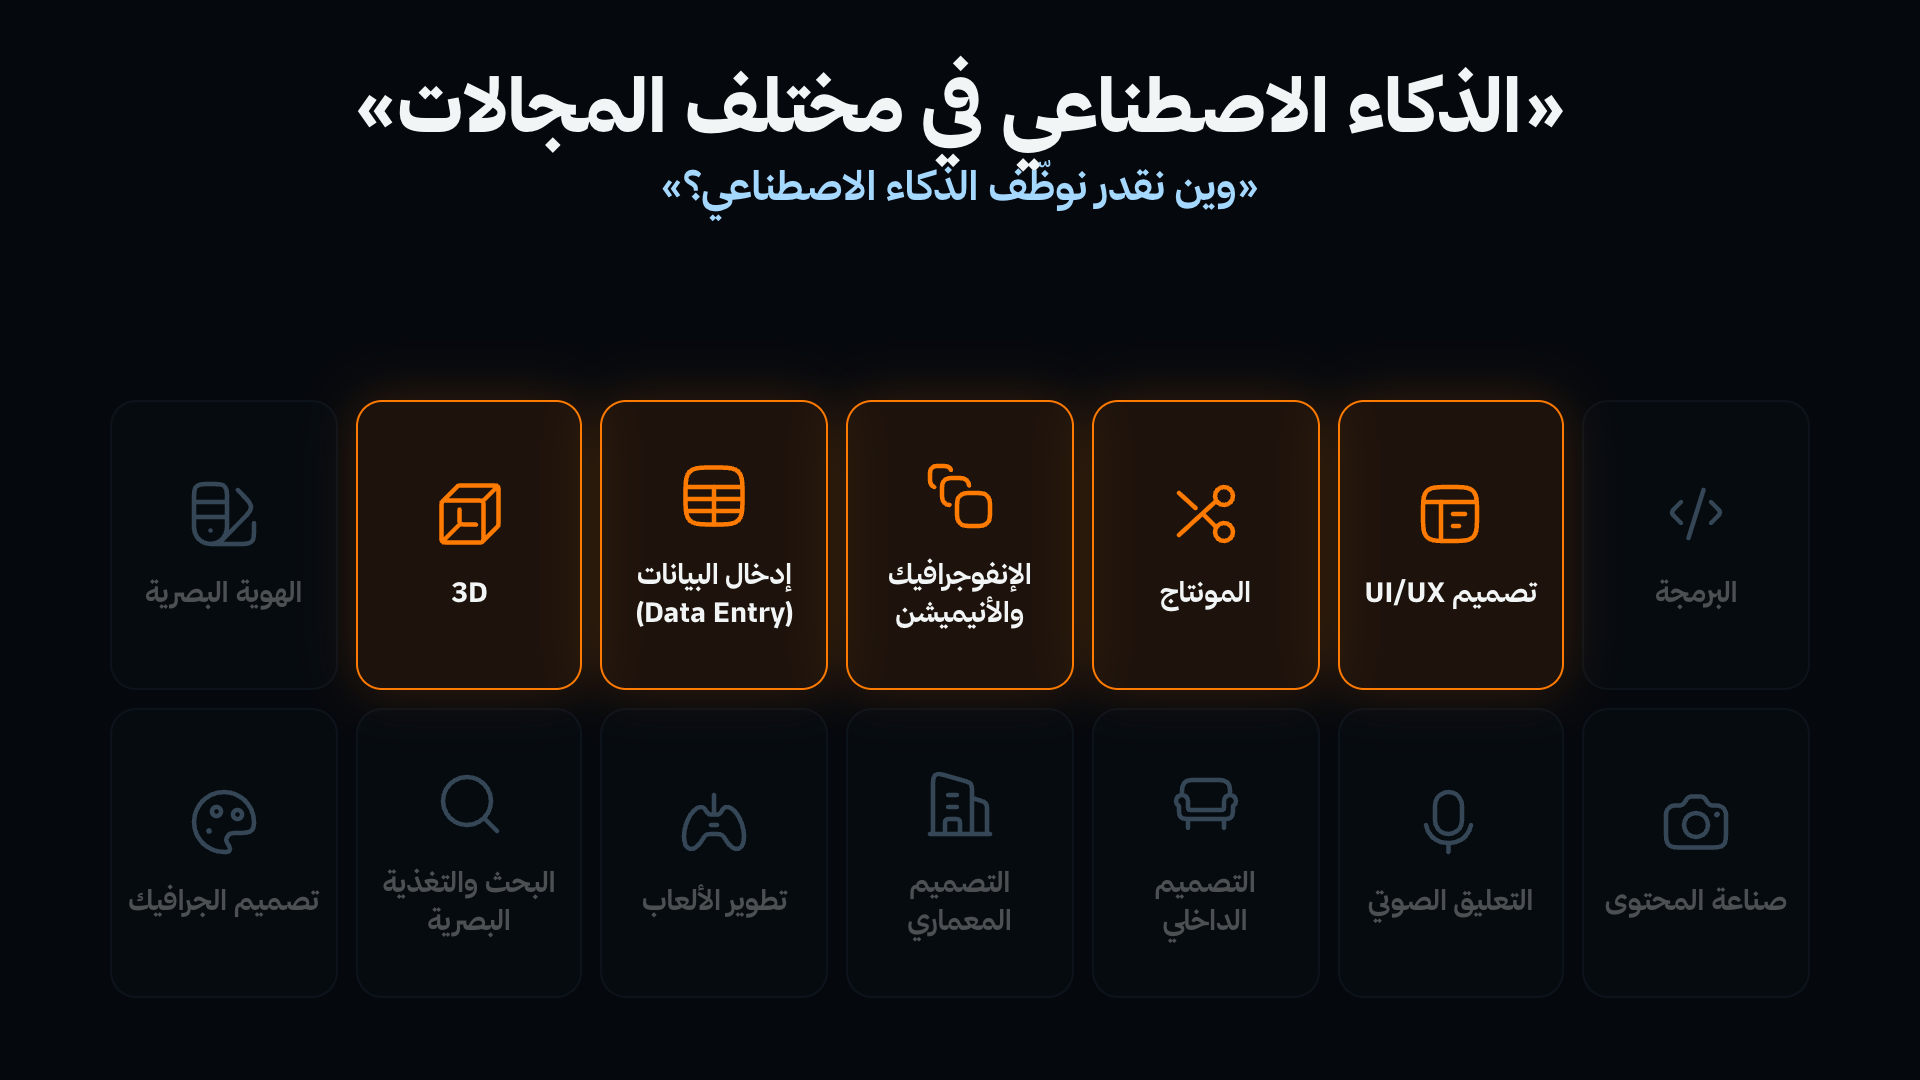 «الذكاء الاصطناعي في مختلف المجالات»
«وين نقدر نوظّف الذكاء الاصطناعي؟»
البرمجة
تصميم UI/UX
المونتاج
الإنفوجرافيك
والأنيميشن
إدخال البيانات
(Data Entry)
3D
الهوية البصرية
صناعة المحتوى
التعليق الصوتي
التصميم
الداخلي
التصميم
المعماري
تطوير الألعاب
البحث والتغذية
البصرية
تصميم الجرافيك